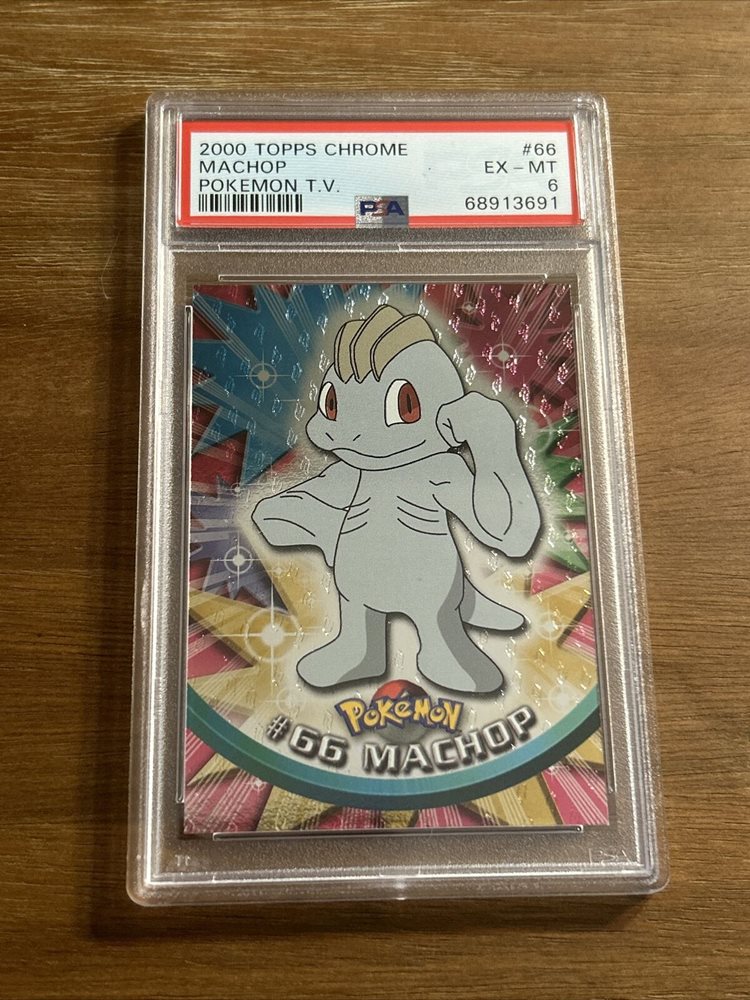 2000 TOPPS CHROME #66
MACHOP EX - MT
POKEMON T.V. 6
PSA 68913691
POKéMON
#66 MACHOP